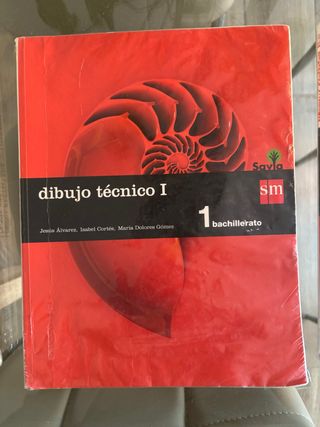 Savia
sm
dibujo técnico I
Jesús Álvarez, Isabel Cortés, María Dolores Gómez
1 bachillerato